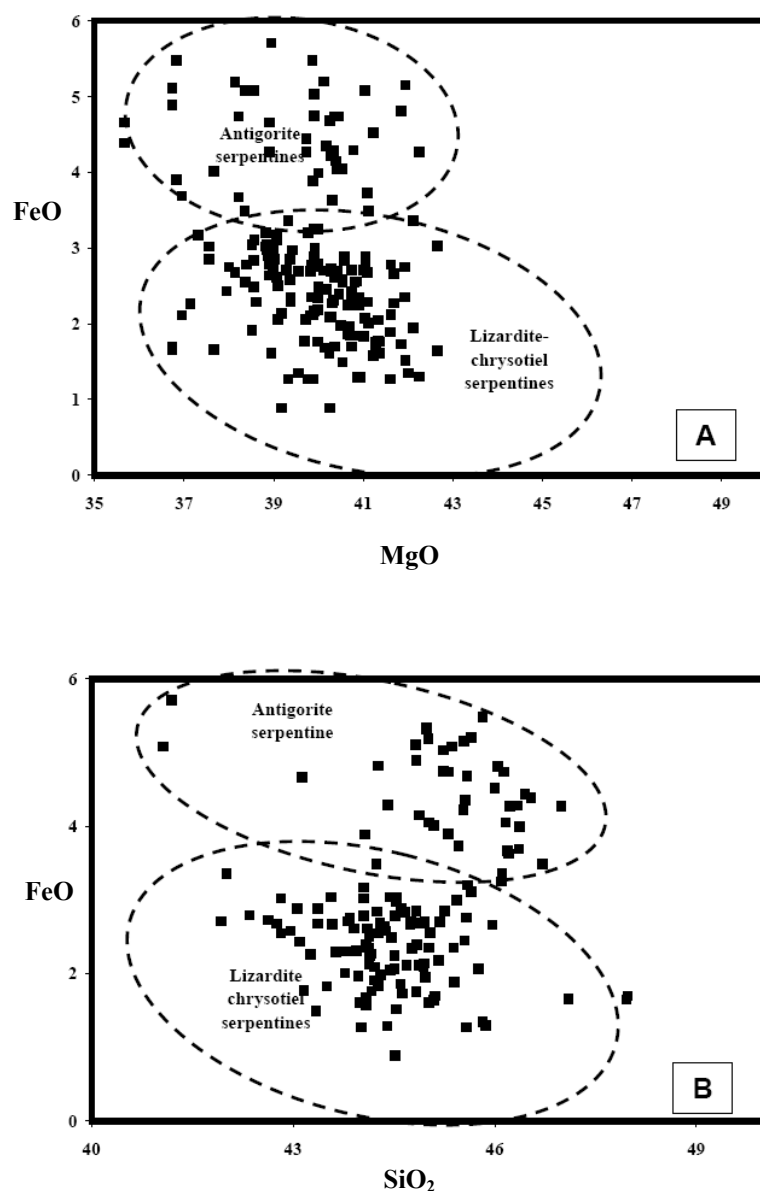 6
5
4
3
2
1
0
FeO
Antigorite
serpentines
Lizardite-
chrysotiel
serpentines
A
35
37
39
41
43
45
47
49
MgO
6
4
2
0
FeO
Antigorite
serpentine
Lizardite
chrysotiel
serpentines
B
40
43
46
49
SiO₂